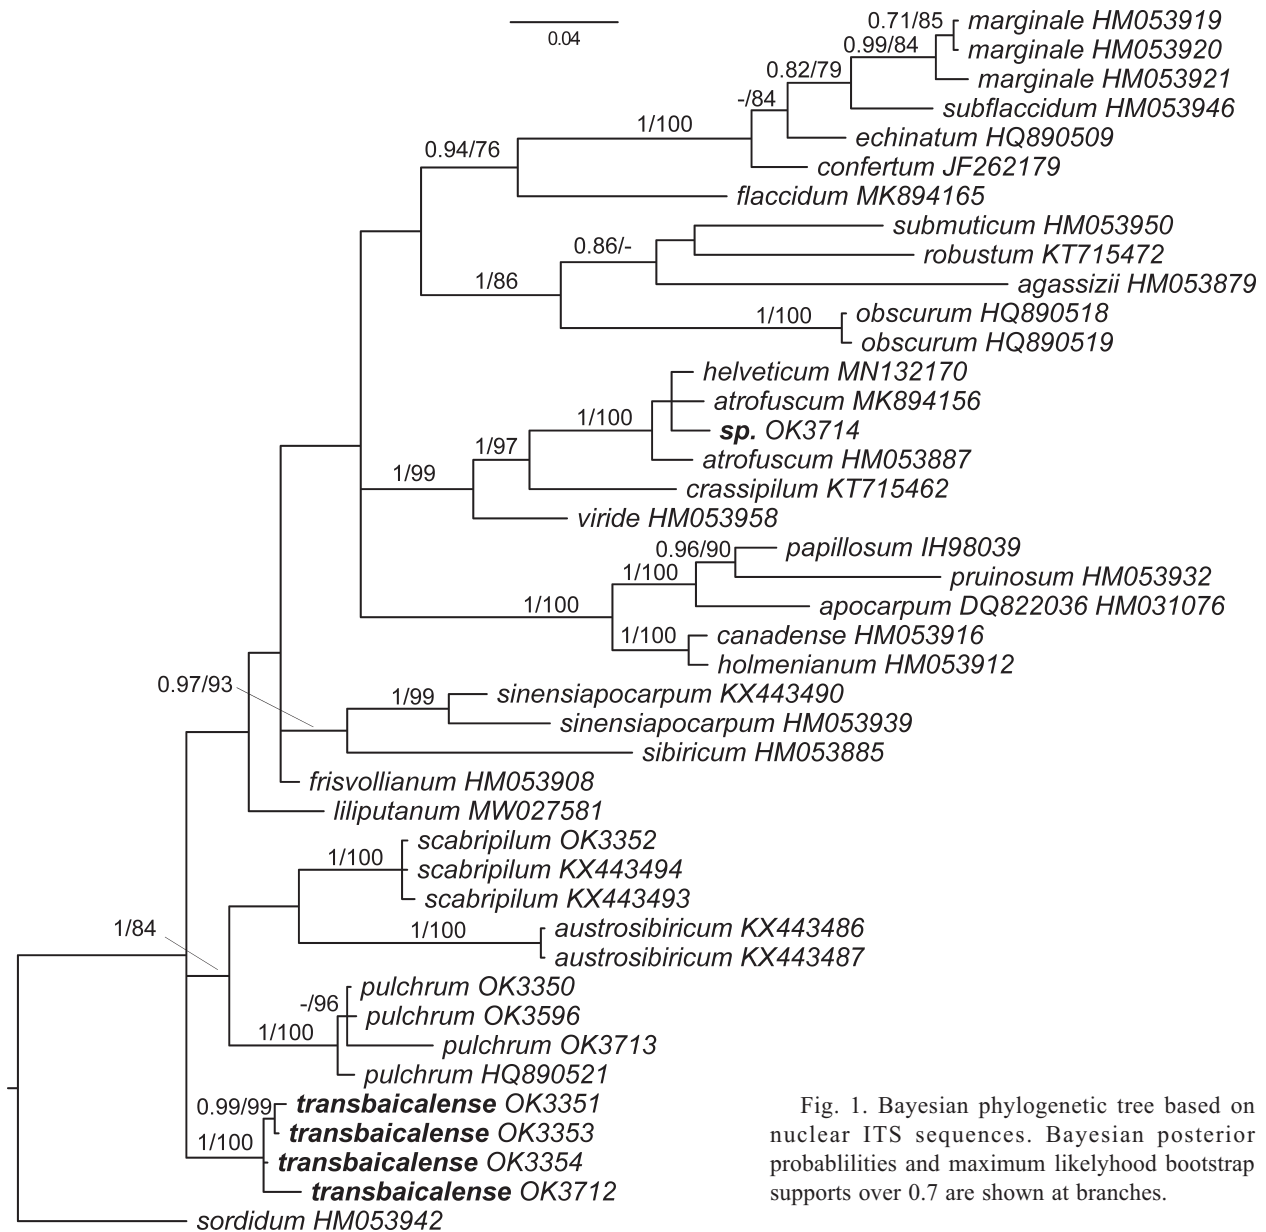 0.04
0.71/85
marginale HM053919
0.99/84
marginale HM053920
0.82/79
marginale HM053921
-/84
subflaccidum HM053946
1/100
echinatum HQ890509
0.94/76
confertum JF262179
flaccidum MK894165
submuticum HM053950
0.86/-
robustum KT715472
1/86
agassizii HM053879
1/100
obscurum HQ890518
obscurum HQ890519
helveticum MN132170
atrofuscum MK894156
1/100
sp. OK3714
1/97
atrofuscum HM053887
1/99
crassipilum KT715462
viride HM053958
0.96/90
papillosum IH98039
1/100
pruinosum HM053932
1/100
apocarpum DQ822036 HM031076
1/100
canadense HM053916
holmenianum HM053912
0.97/93
1/99
sinensiapocarpum KX443490
sinensiapocarpum HM053939
sibiricum HM053885
frisvollianum HM053908
liliputanum MW027581
scabripilum OK3352
1/100
scabripilum KX443494
scabripilum KX443493
1/84
1/100
austrosibiricum KX443486
austrosibiricum KX443487
pulchrum OK3350
-/96
pulchrum OK3596
1/100
pulchrum OK3713
pulchrum HQ890521
0.99/99
transbaicalense OK3351
transbaicalense OK3353
1/100
transbaicalense OK3354
transbaicalense OK3712
sordidum HM053942
Fig. 1. Bayesian phylogenetic tree based on
nuclear ITS sequences. Bayesian posterior
probablilities and maximum likelyhood bootstrap
supports over 0.7 are shown at branches.